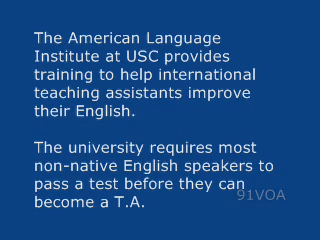 The American Language
Institute at USC provides
training to help international
teaching assistants improve
their English.
The university requires most
non-native English speakers to
pass a test before they can
become a T.A.
91VOA